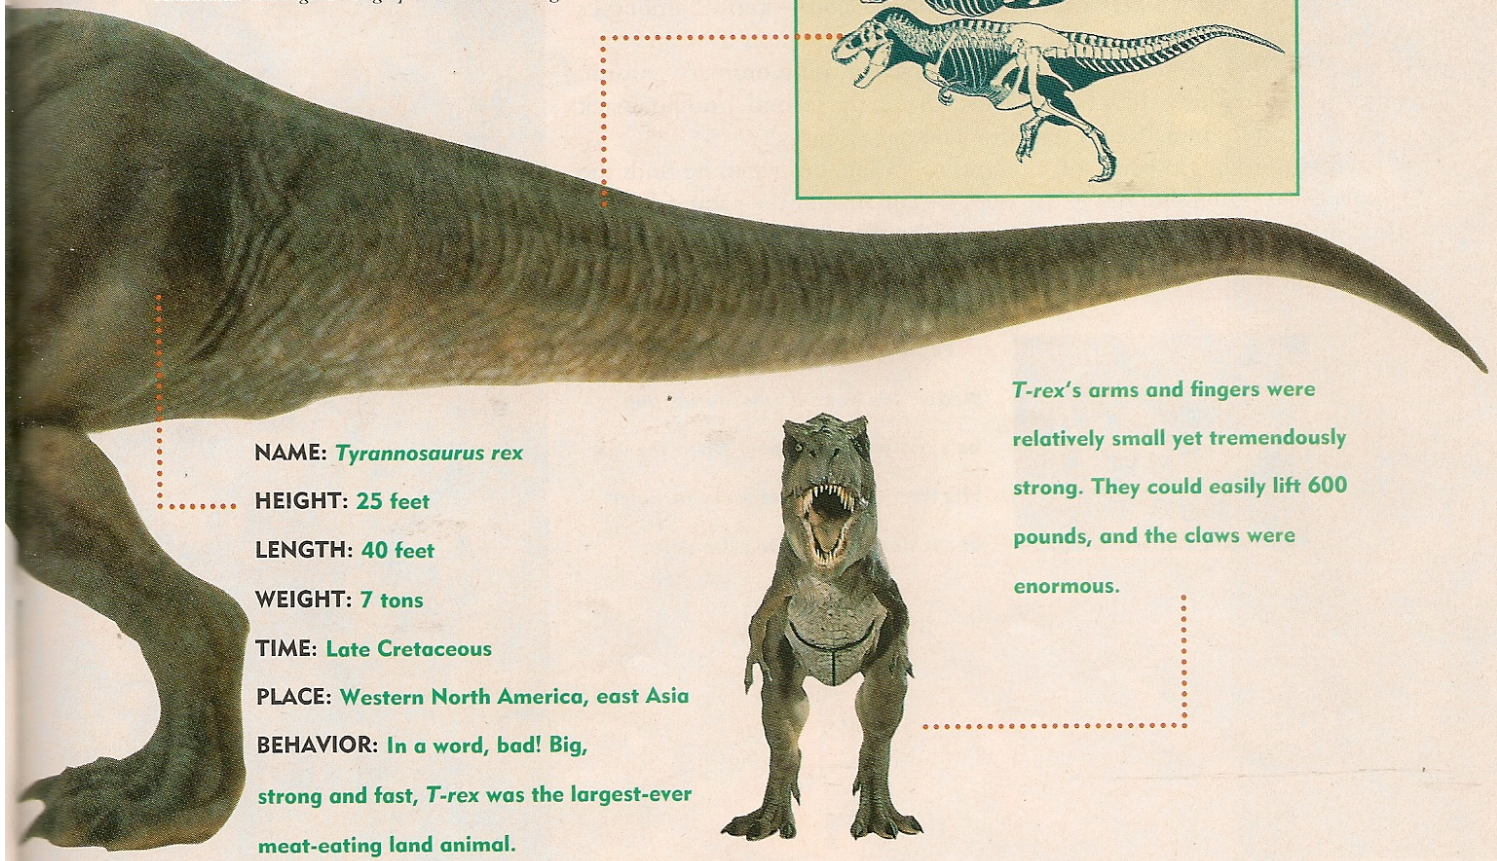 NAME: Tyrannosaurus rex
HEIGHT: 25 feet
LENGTH: 40 feet
WEIGHT: 7 tons
TIME: Late Cretaceous
PLACE: Western North America, east Asia
BEHAVIOR: In a word, bad! Big,
strong and fast, T-rex was the largest-ever
meat-eating land animal.
T-rex's arms and fingers were
relatively small yet tremendously
strong. They could easily lift 600
pounds, and the claws were
enormous.